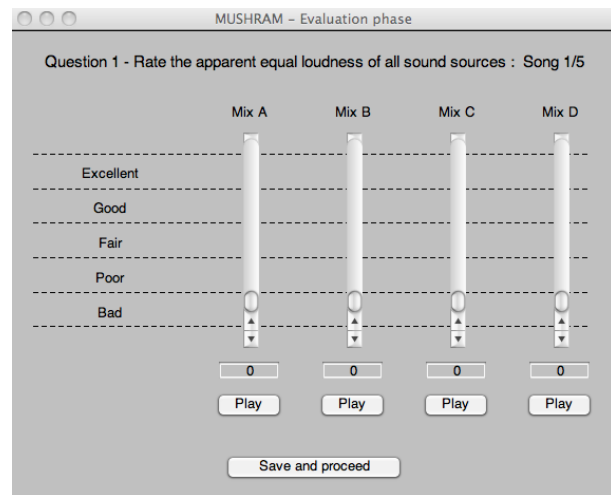 MUSHRAM – Evaluation phase
Question 1 - Rate the apparent equal loudness of all sound sources : Song 1/5
Mix A Mix B Mix C Mix D
Excellent
Good
Fair
Poor
Bad
0 0 0 0
Play Play Play Play
Save and proceed